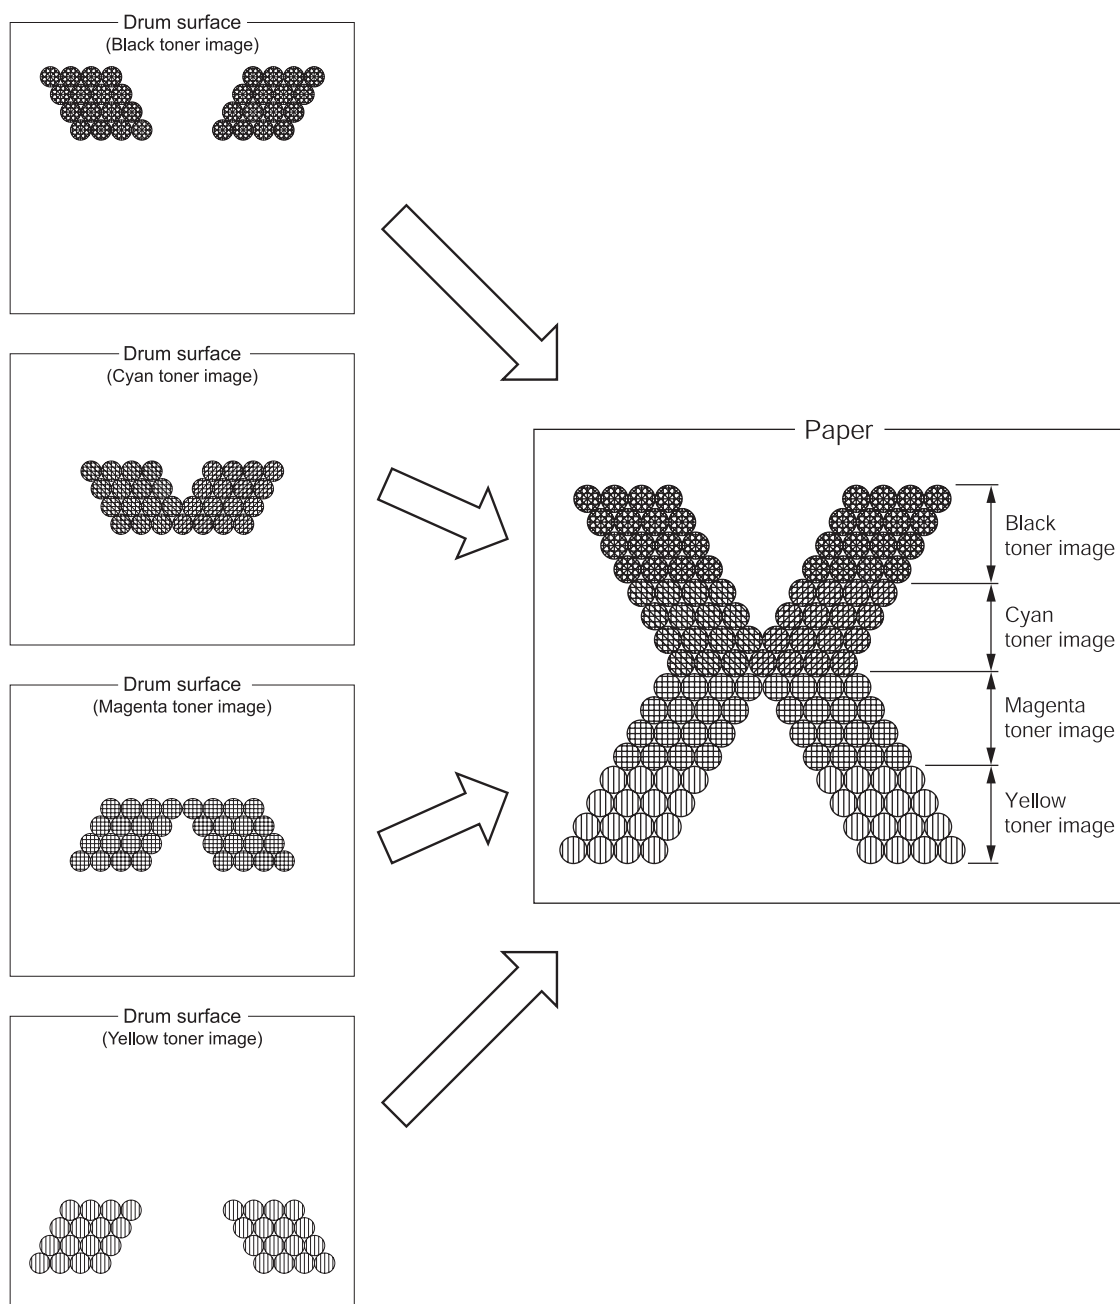 Drum surface
(Black toner image)
Drum surface
(Cyan toner image)
Drum surface
(Magenta toner image)
Drum surface
(Yellow toner image)
Paper
Black
toner image
Cyan
toner image
Magenta
toner image
Yellow
toner image